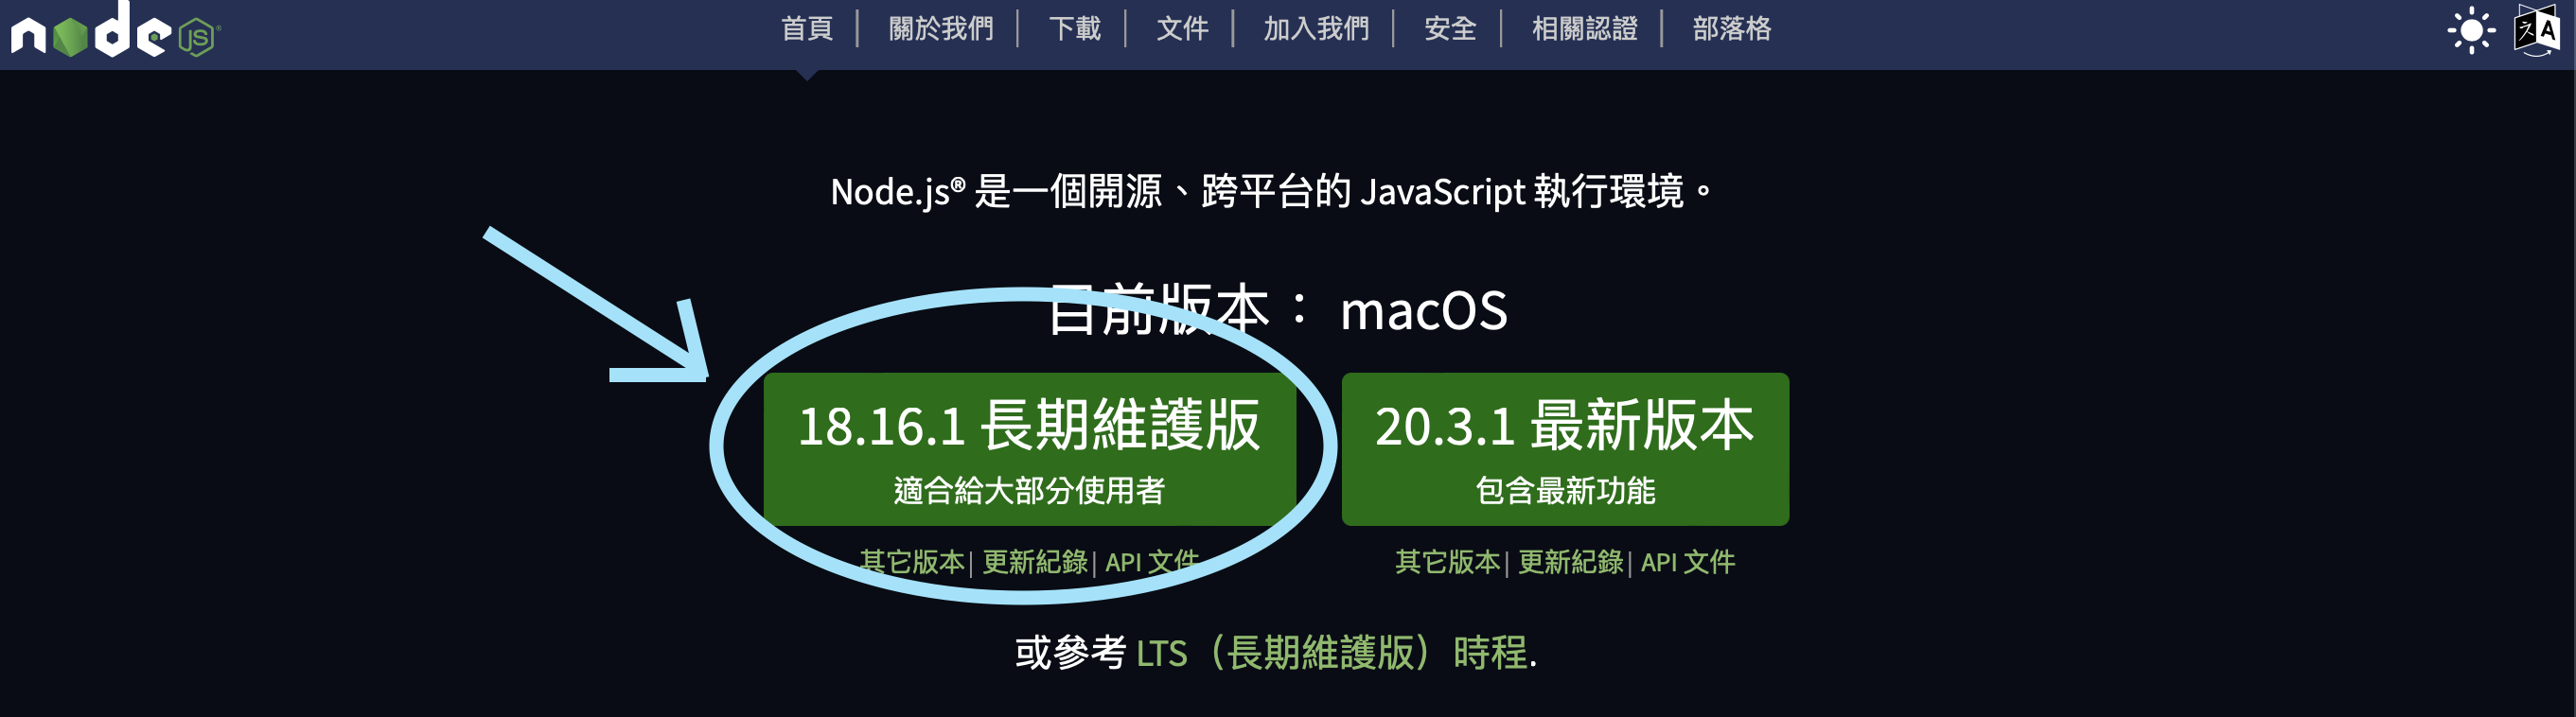 node JS
首頁 | 關於我們 | 下載 | 文件 | 加入我們 | 安全 | 相關認證 | 部落格
Node.js® 是一個開源、跨平台的 JavaScript 執行環境。
目前版本： macOS
18.16.1 長期維護版
適合給大部分使用者
20.3.1 最新版本
包含最新功能
其它版本| 更新紀錄| API 文件
其它版本| 更新紀錄| API 文件
或參考 LTS（長期維護版）時程.